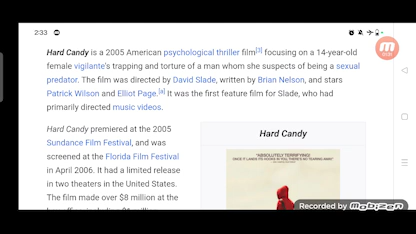 2:33
Hard Candy is a 2005 American psychological thriller film[3] focusing on a 14-year-old
female vigilante's trapping and torture of a man whom she suspects of being a sexual
predator. The film was directed by David Slade, written by Brian Nelson, and stars
Patrick Wilson and Elliot Page.[4] It was the first feature film for Slade, who had
primarily directed music videos.
Hard Candy premiered at the 2005
Sundance Film Festival, and was
screened at the Florida Film Festival
in April 2006. It had a limited release
in two theaters in the United States.
The film made over $8 million at the
Hard Candy
"ABSOLUTELY TERRIFYING!
Recorded by
MOBIZEN